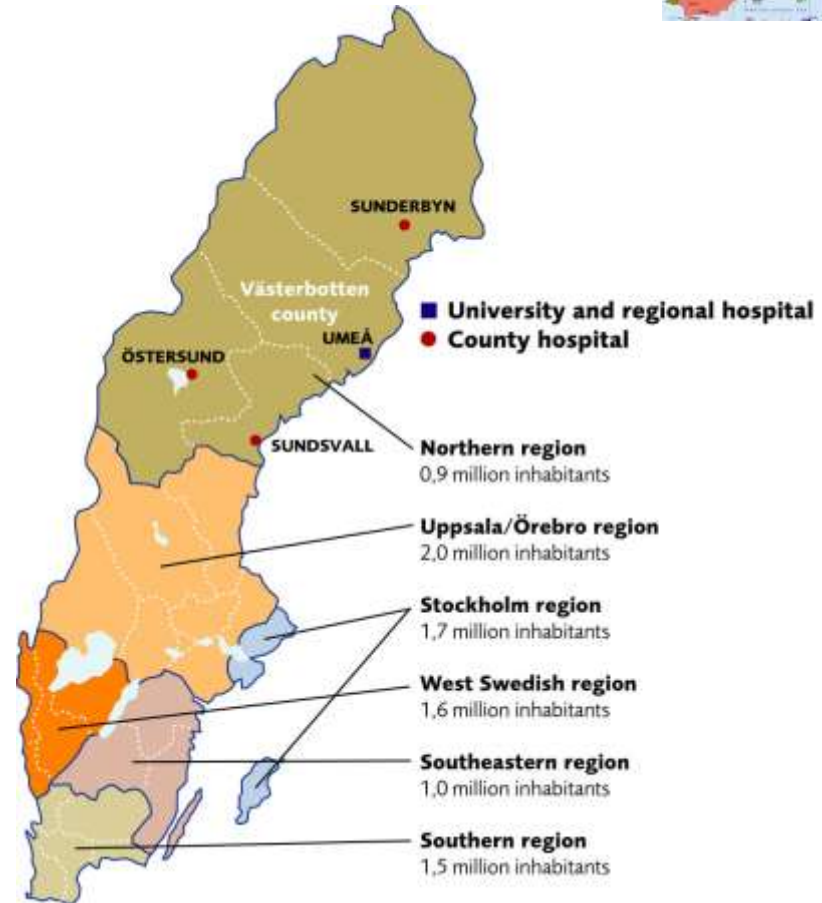 SUNDERBYN
Västerbotten
county
UMEÅ
ÖSTERSUND
SUNDSVALL
University and regional hospital
County hospital
Northern region
0,9 million inhabitants
Uppsala/Örebro region
2,0 million inhabitants
Stockholm region
1,7 million inhabitants
West Swedish region
1,6 million inhabitants
Southeastern region
1,0 million inhabitants
Southern region
1,5 million inhabitants